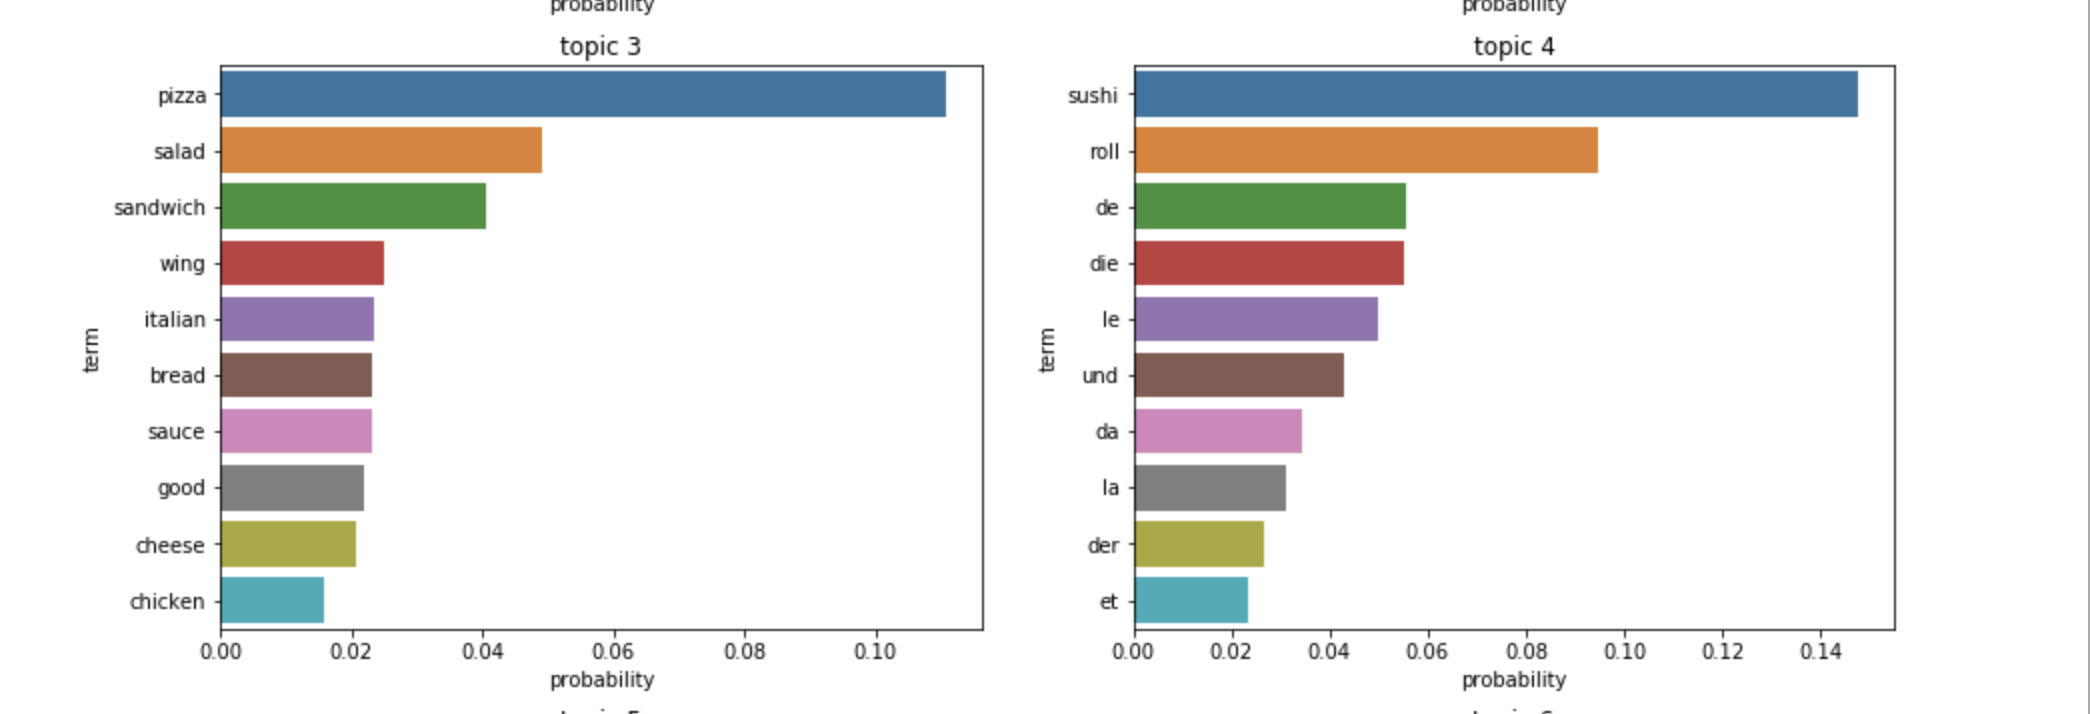 probability
probability
topic 3
pizza
salad
sandwich
wing
italian
bread
sauce
good
cheese
chicken
term
0.00 0.02 0.04 0.06 0.08 0.10
probability
topic 4
sushi
roll
de
die
le
und
da
la
der
et
term
0.00 0.02 0.04 0.06 0.08 0.10 0.12 0.14
probability